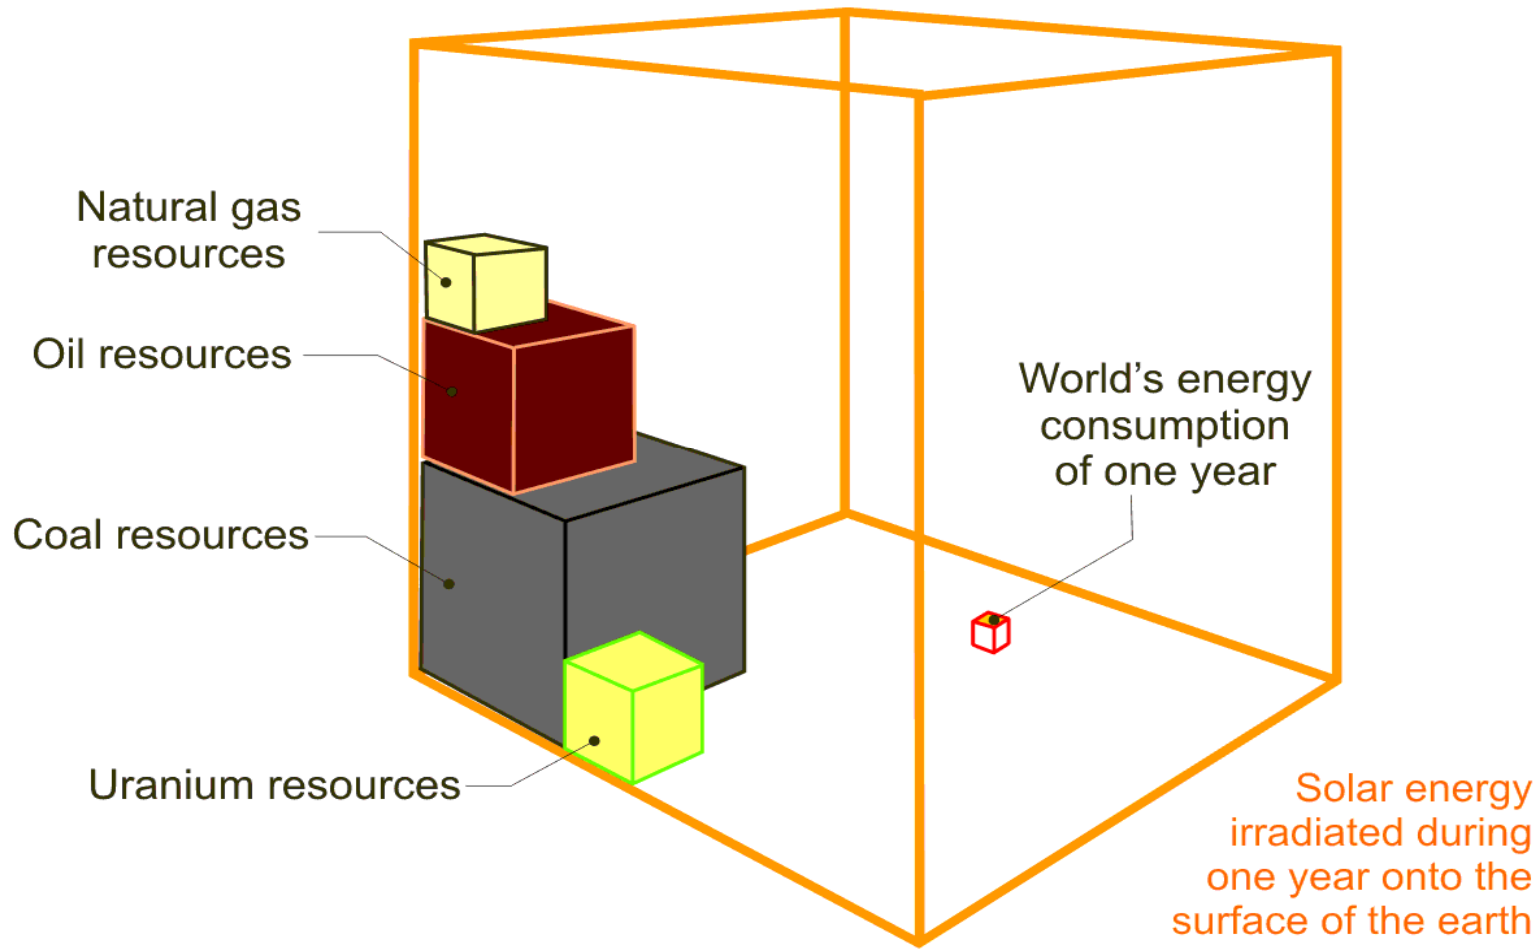 Natural gas
resources
Oil resources
World’s energy
consumption
of one year
Coal resources
Uranium resources
Solar energy
irradiated during
one year onto the
surface of the earth